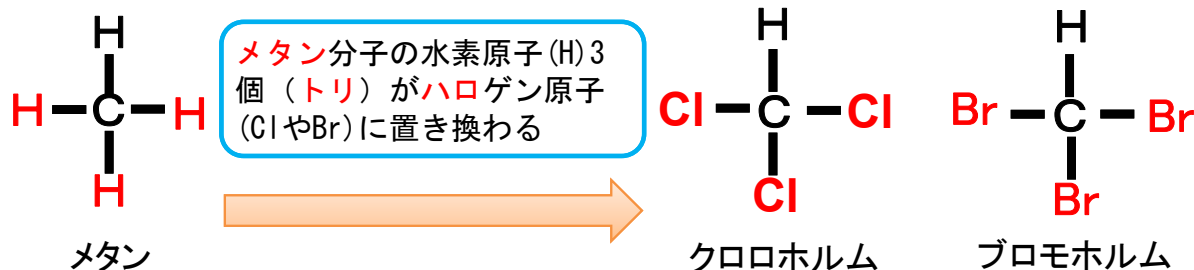 H
H C H
H
メタン
メタン分子の水素原子(H)3
個（トリ）がハロゲン原子
(ClやBr)に置き換わる
H
Cl C Cl
Cl
クロロホルム
H
Br C Br
Br
ブロモホルム